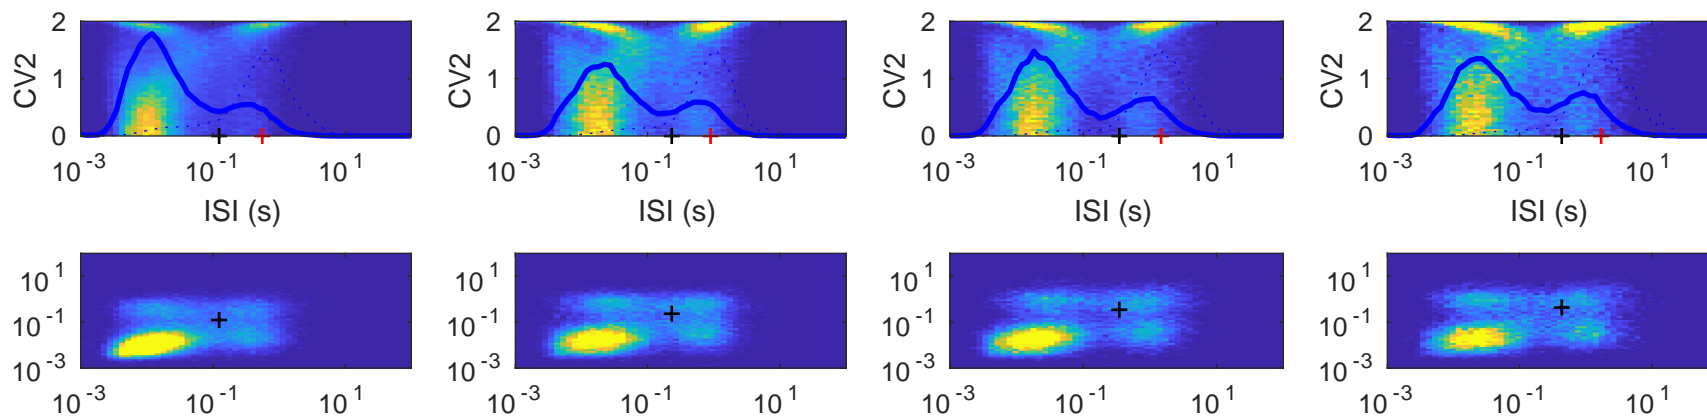 2 2 2 2
CV2 CV2 CV2 CV2
1 1 1 1
0 0 0 0
10^-3 10^-1 10^1 10^-3 10^-1 10^1 10^-3 10^-1 10^1 10^-3 10^-1 10^1
ISI (s) ISI (s) ISI (s) ISI (s)
10^1 10^1 10^1 10^1
10^-1 10^-1 10^-1 10^-1
10^-3 10^-3 10^-3 10^-3
10^-3 10^-1 10^1 10^-3 10^-1 10^1 10^-3 10^-1 10^1 10^-3 10^-1 10^1